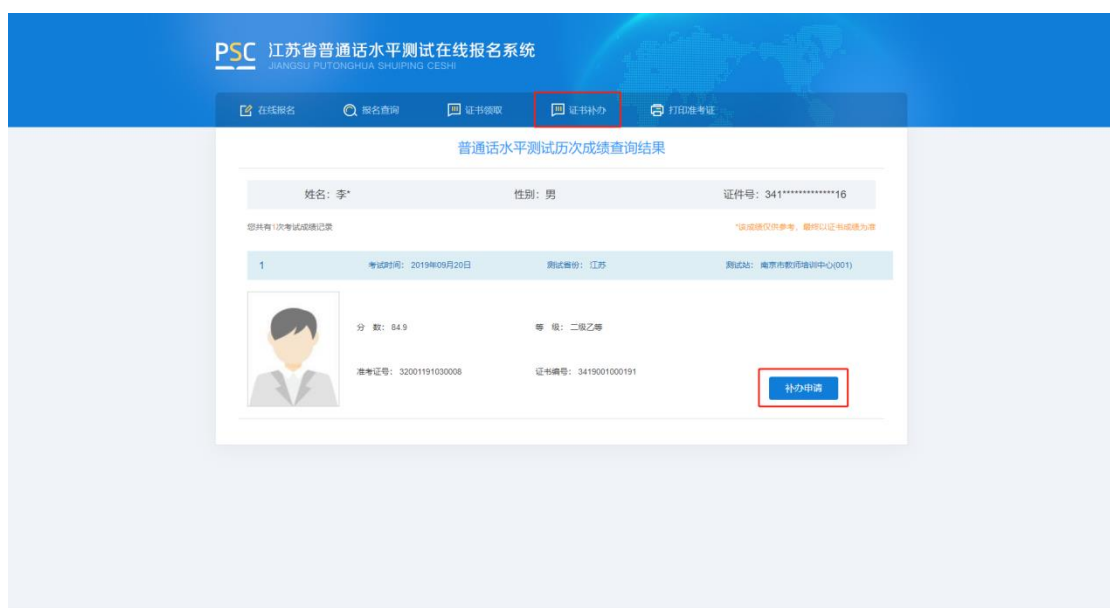 PSC 江苏省普通话水平测试在线报名系统
JIANGSU PUTONGHUA SHUIPING CESHI
在线报名 报名查询 证书领取 证书补办 打印准考证
普通话水平测试历次成绩查询结果
姓名：李* 性别：男 证件号：341*************16
您共有1次考试成绩记录 *该成绩仅供参考，最终以证书成绩为准
1 考试时间：2019年09月20日 测试省份：江苏 测试站：南京市教师培训中心(001)
分 数：84.9 等 级：二级乙等
准考证号：32001191030008 证书编号：3419001000191
补办申请